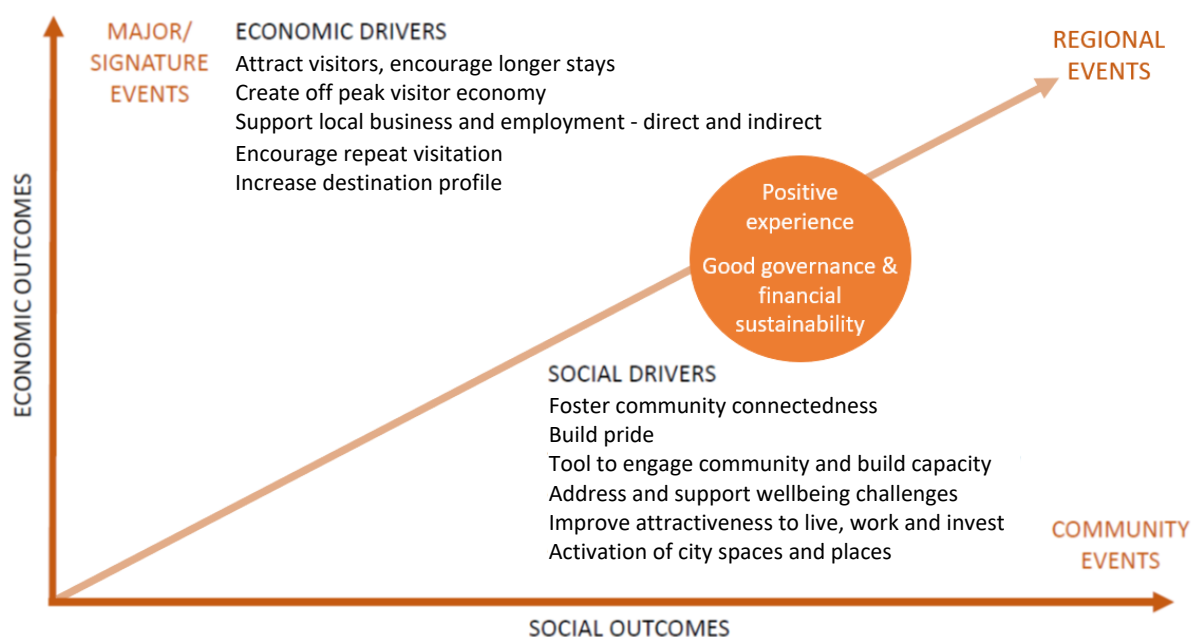 MAJOR/
SIGNATURE
EVENTS
ECONOMIC DRIVERS
Attract visitors, encourage longer stays
Create off peak visitor economy
Support local business and employment - direct and indirect
Encourage repeat visitation
Increase destination profile
REGIONAL
EVENTS
ECONOMIC OUTCOMES
Positive
experience
Good governance &
financial
sustainability
SOCIAL DRIVERS
Foster community connectedness
Build pride
Tool to engage community and build capacity
Address and support wellbeing challenges
Improve attractiveness to live, work and invest
Activation of city spaces and places
COMMUNITY
EVENTS
SOCIAL OUTCOMES